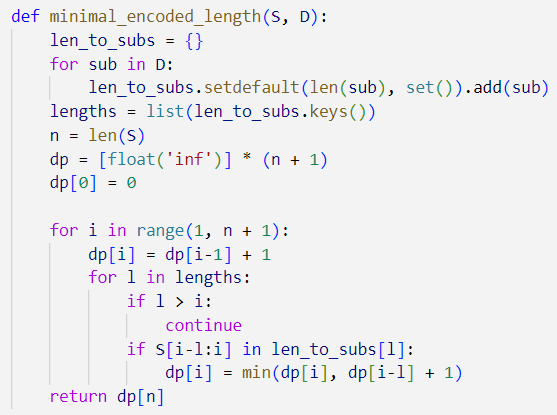 def minimal_encoded_length(S, D):
    len_to_subs = {}
    for sub in D:
        len_to_subs.setdefault(len(sub), set()).add(sub)
    lengths = list(len_to_subs.keys())
    n = len(S)
    dp = [float('inf')] * (n + 1)
    dp[0] = 0

    for i in range(1, n + 1):
        dp[i] = dp[i-1] + 1
        for l in lengths:
            if l > i:
                continue
            if S[i-l:i] in len_to_subs[l]:
                dp[i] = min(dp[i], dp[i-l] + 1)
    return dp[n]